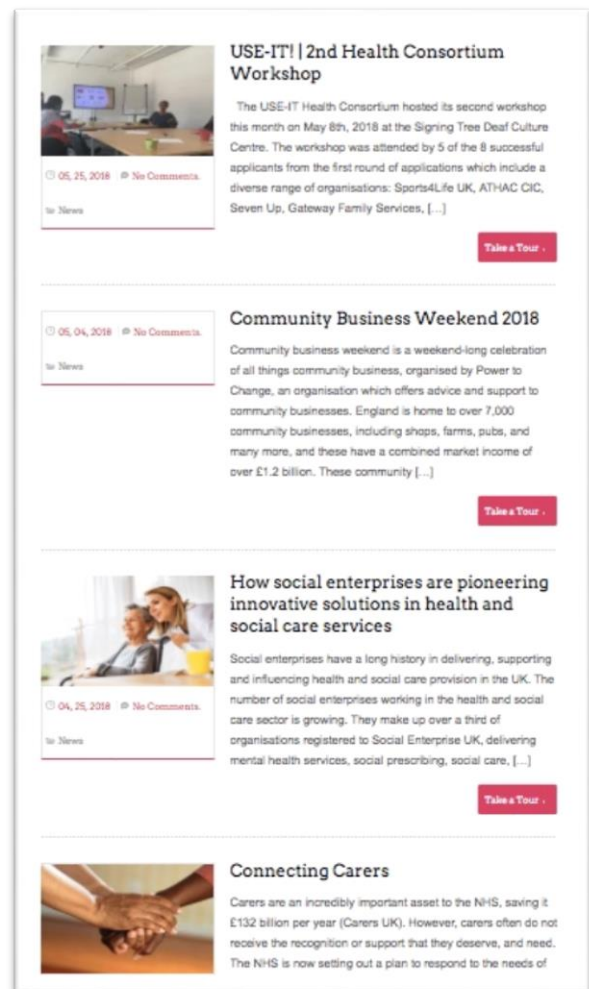 USE-IT! | 2nd Health Consortium
Workshop
The USE-IT Health Consortium hosted its second workshop
this month on May 8th, 2018 at the Signing Tree Deaf Culture
Centre. The workshop was attended by 5 of the 8 successful
applicants from the first round of applications which include a
diverse range of organisations: Sports4Life UK, ATHAC CIC,
Seven Up, Gateway Family Services, [...]
05, 25, 2018 No Comments.
News
Take a Tour
Community Business Weekend 2018
05, 04, 2018 No Comments.
News
Community business weekend is a weekend-long celebration
of all things community business, organised by Power to
Change, an organisation which offers advice and support to
community businesses. England is home to over 7,000
community businesses, including shops, farms, pubs, and
many more, and these have a combined market income of
over £1.2 billion. These community [...]
Take a Tour
How social enterprises are pioneering
innovative solutions in health and
social care services
Social enterprises have a long history in delivering, supporting
and influencing health and social care provision in the UK. The
number of social enterprises working in the health and social
care sector is growing. They make up over a third of
organisations registered to Social Enterprise UK, delivering
mental health services, social prescribing, social care, [...]
04, 25, 2018 No Comments.
News
Take a Tour
Connecting Carers
Carers are an incredibly important asset to the NHS, saving it
£132 billion per year (Carers UK). However, carers often do not
receive the recognition or support that they deserve, and need.
The NHS is now setting out a plan to respond to the needs of